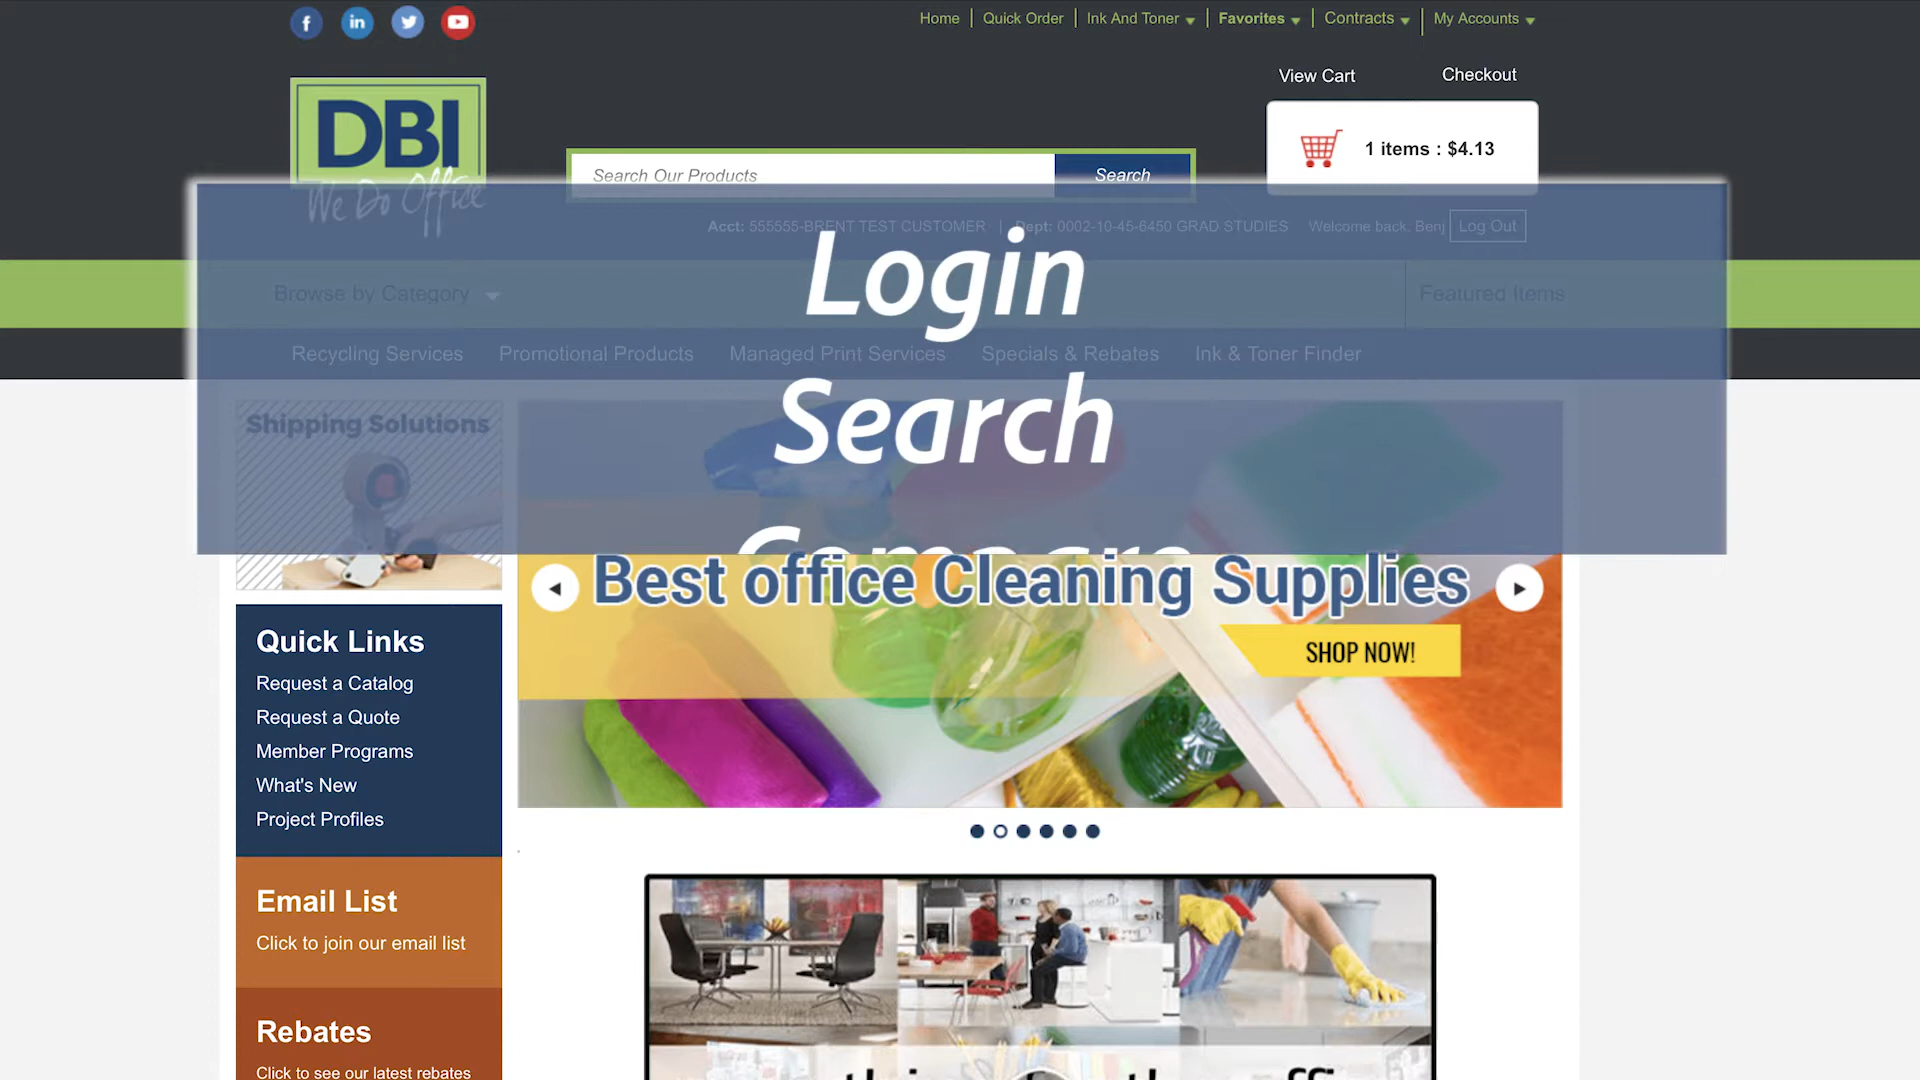 Home
Quick Order
Ink And Toner
Favorites
Contracts
My Accounts
View Cart
Checkout
DBI
We Do Office
1 items : $4.13
Search Our Products
Search
Acct: 555555-BRENT TEST CUSTOMER | Dept: 0002-10-45-6450 GRAD STUDIES
Welcome back, Benj
Log Out
Login
Browse by Category
Featured Items
Recycling Services
Promotional Products
Managed Print Services
Specials & Rebates
Ink & Toner Finder
Search
Shipping Solutions
Best office Cleaning Supplies
SHOP NOW!
Quick Links
Request a Catalog
Request a Quote
Member Programs
What's New
Project Profiles
Email List
Click to join our email list
Rebates
Click to see our latest rebates